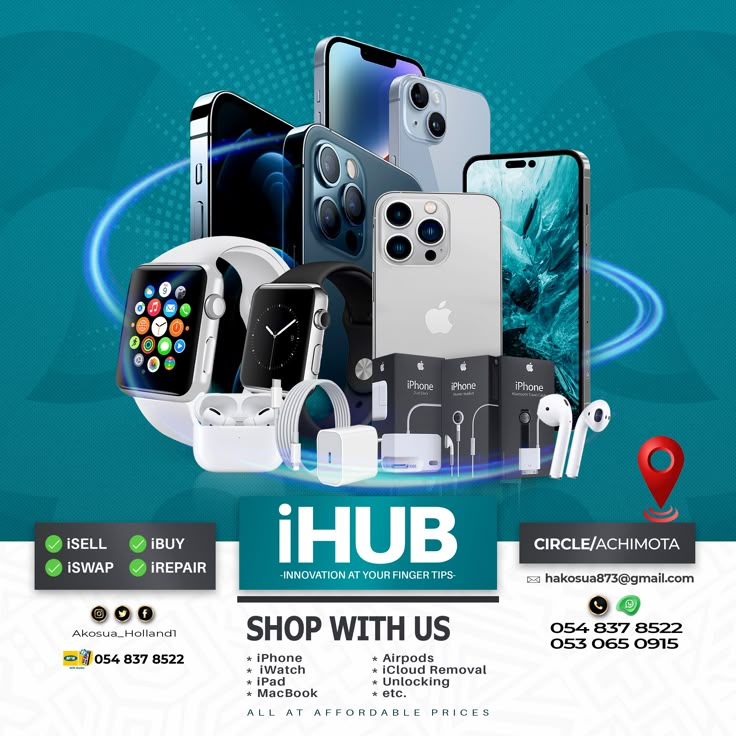 iPhone
iPhone
iPhone
iSELL
iBUY
iSWAP
iREPAIR
iHUB
-INNOVATION AT YOUR FINGER TIPS-
CIRCLE/ACHIMOTA
hakosua873@gmail.com
Akosua_Holland1
054 837 8522
054 837 8522
053 065 0915
SHOP WITH US
* iPhone
* iWatch
* iPad
* MacBook
* Airpods
* iCloud Removal
* Unlocking
* etc.
ALL AT AFFORDABLE PRICES